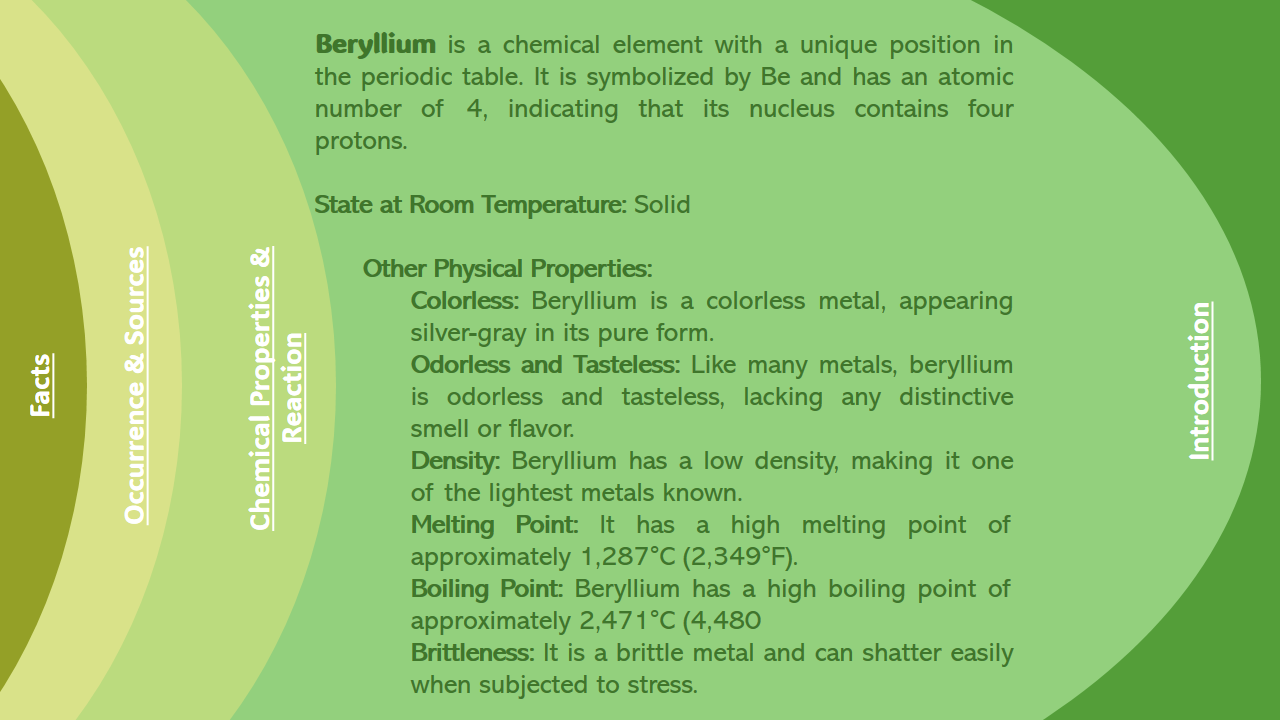 Facts
Occurrence & Sources
Chemical Properties &
Reaction
Beryllium is a chemical element with a unique position in
the periodic table. It is symbolized by Be and has an atomic
number of 4, indicating that its nucleus contains four
protons.
State at Room Temperature: Solid
Other Physical Properties:
Colorless: Beryllium is a colorless metal, appearing
silver-gray in its pure form.
Odorless and Tasteless: Like many metals, beryllium
is odorless and tasteless, lacking any distinctive
smell or flavor.
Density: Beryllium has a low density, making it one
of the lightest metals known.
Melting Point: It has a high melting point of
approximately 1,287°C (2,349°F).
Boiling Point: Beryllium has a high boiling point of
approximately 2,471°C (4,480
Brittleness: It is a brittle metal and can shatter easily
when subjected to stress.
Introduction